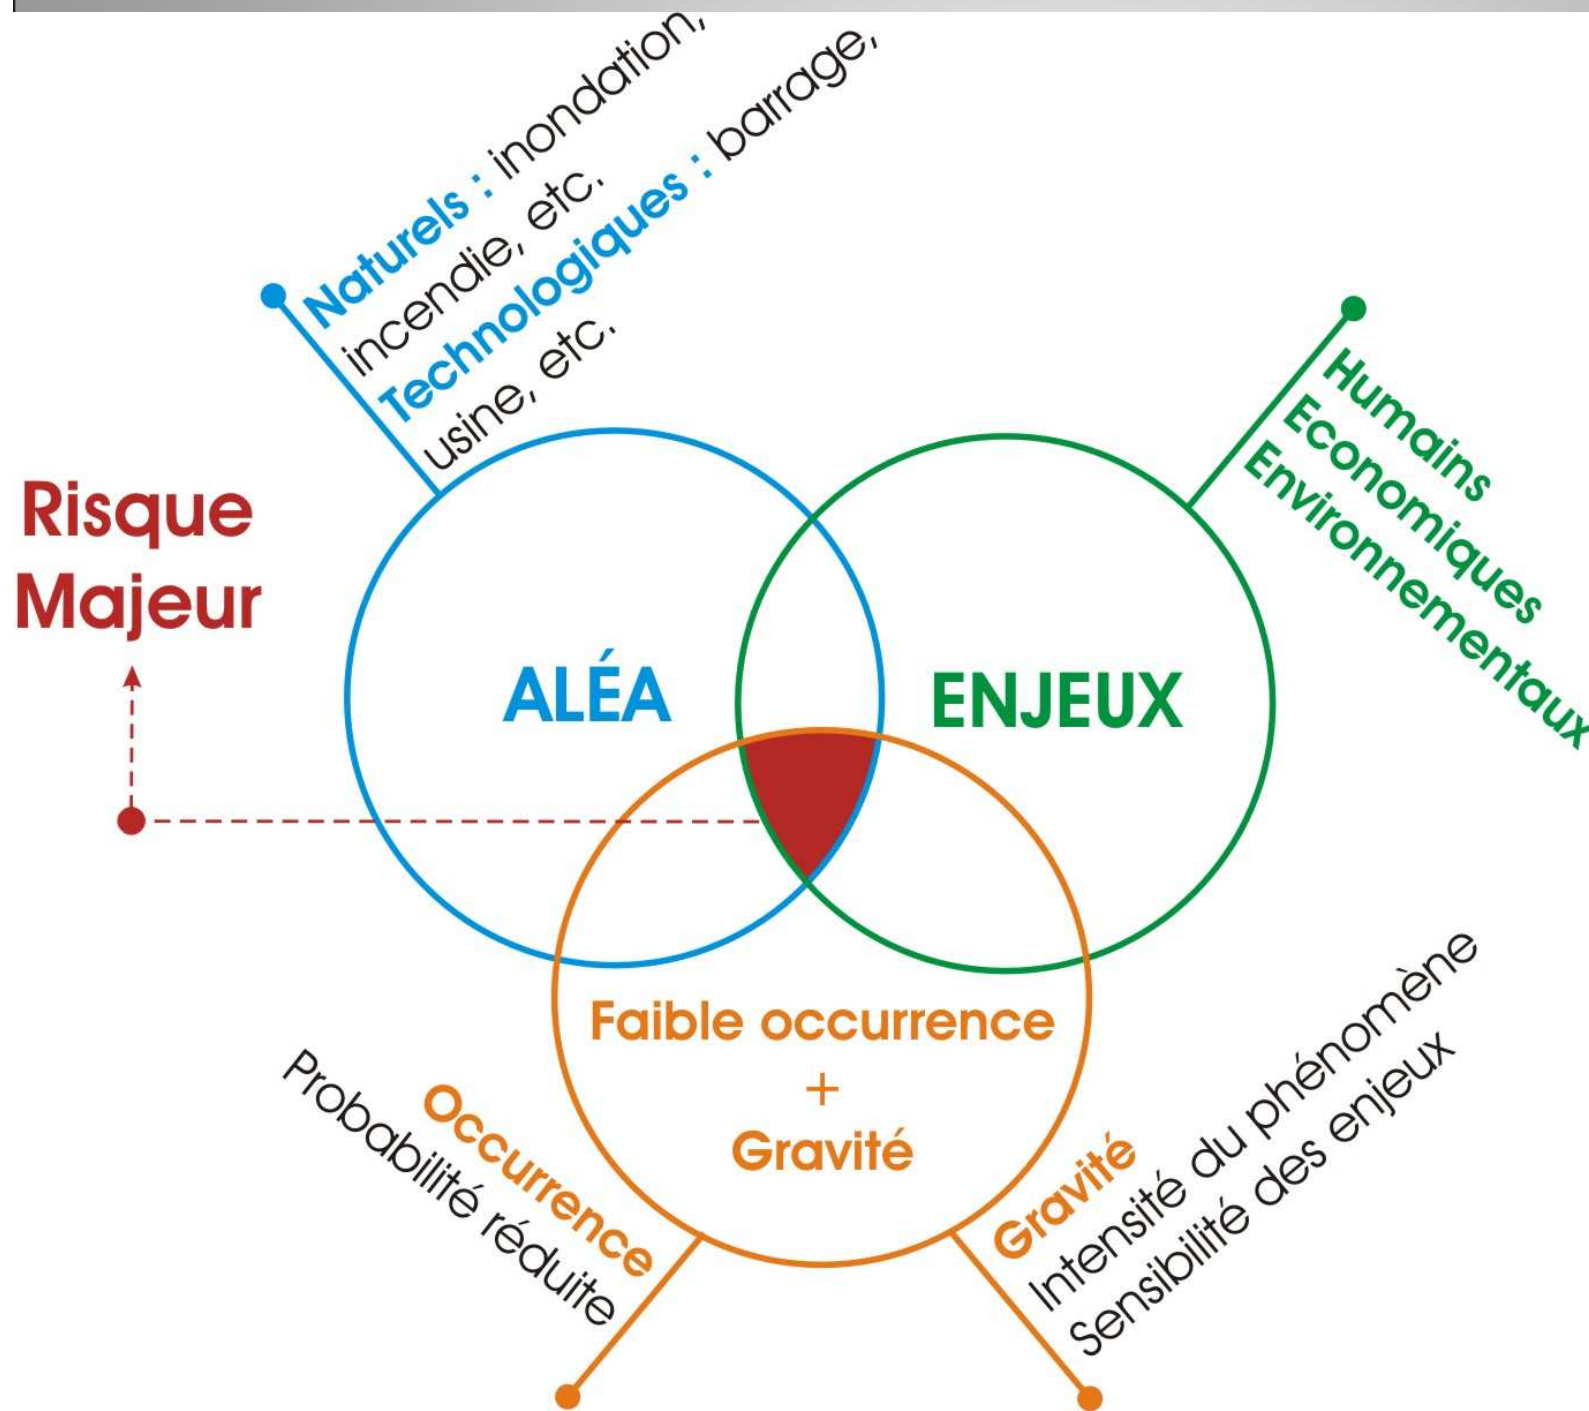 Naturels : inondation,
incendie, etc.
Technologiques : barrage,
usine, etc.
Humains
Economiques
Environnementaux
Risque
Majeur
ALÉA
ENJEUX
Faible occurrence
+
Gravité
Occurrence
Probabilité réduite
Gravité
Intensité du phénomène
Sensibilité des enjeux